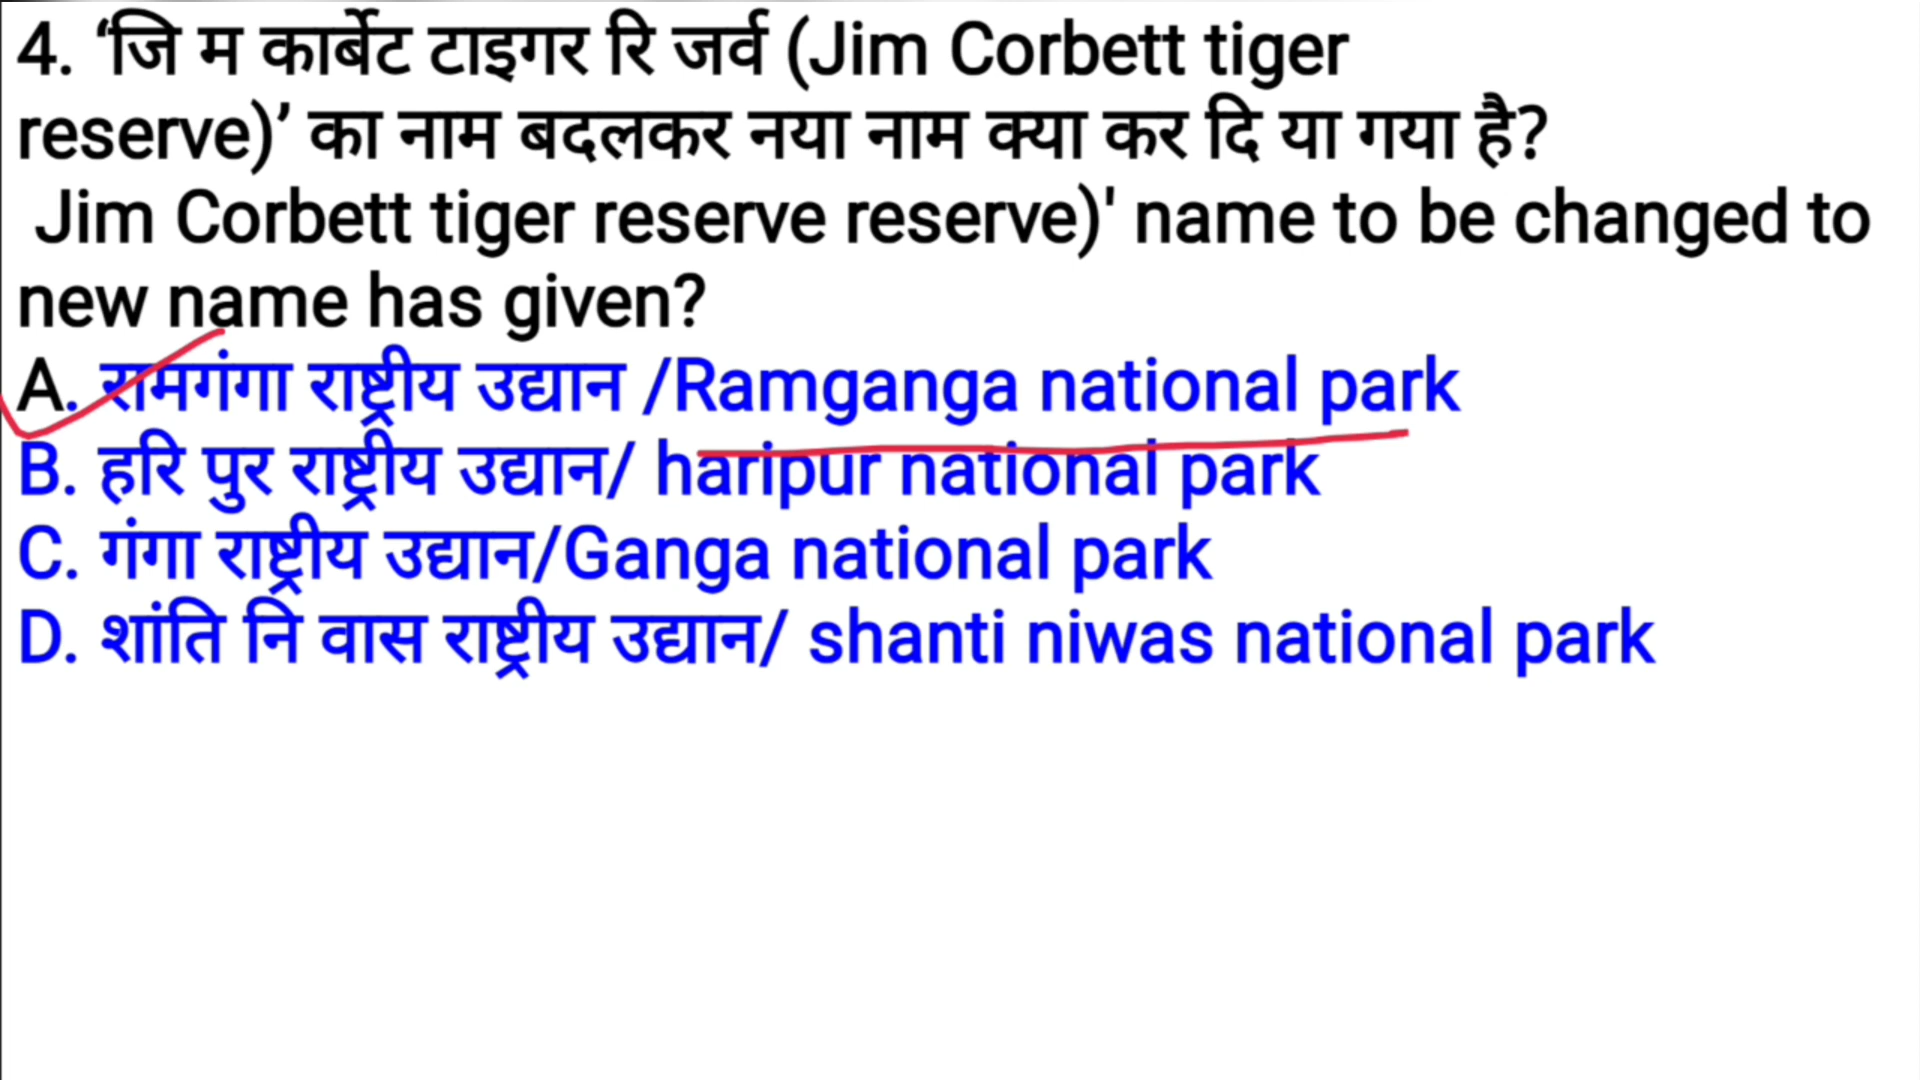 4. ‘जि म कार्बेट टाइगर रि जर्व (Jim Corbett tiger
reserve)’ का नाम बदलकर नया नाम क्या कर दि या गया है?
Jim Corbett tiger reserve reserve)' name to be changed to
new name has given?
A. रामगंगा राष्ट्रीय उद्यान /Ramganga national park
B. हरि पुर राष्ट्रीय उद्यान/ haripur national park
C. गंगा राष्ट्रीय उद्यान/Ganga national park
D. शांति नि वास राष्ट्रीय उद्यान/ shanti niwas national park